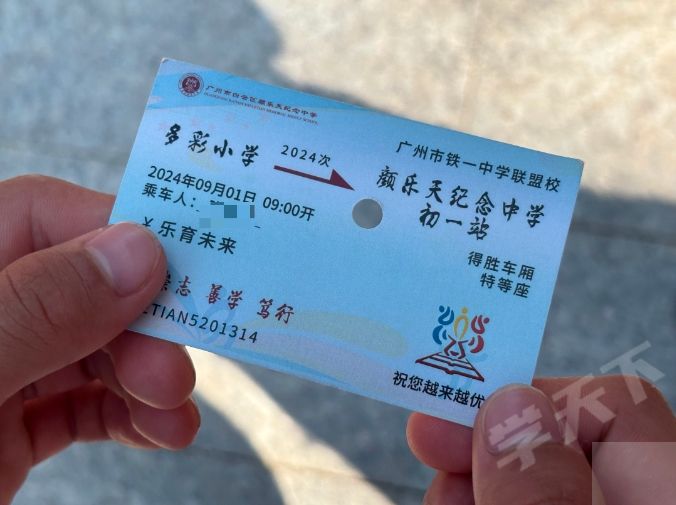 广州市白云区颜乐天纪念中学
广州市铁一中学联盟校
多彩小学
2024次
颜乐天纪念中学
初一站
2024年09月01日 09:00开
乘车人:
得胜车厢
特等座
¥乐育未来
志 善学 笃行
ETIAN5201314
祝您越来越优
学天下